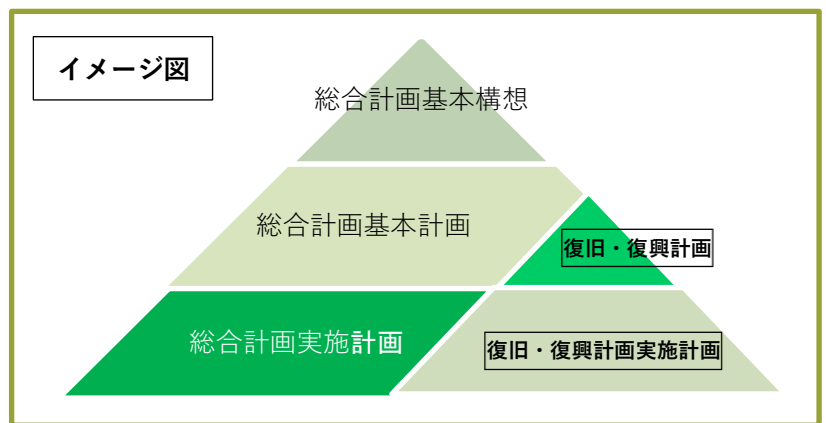 イメージ図
総合計画基本構想
総合計画基本計画
復旧・復興計画
総合計画実施計画
復旧・復興計画実施計画